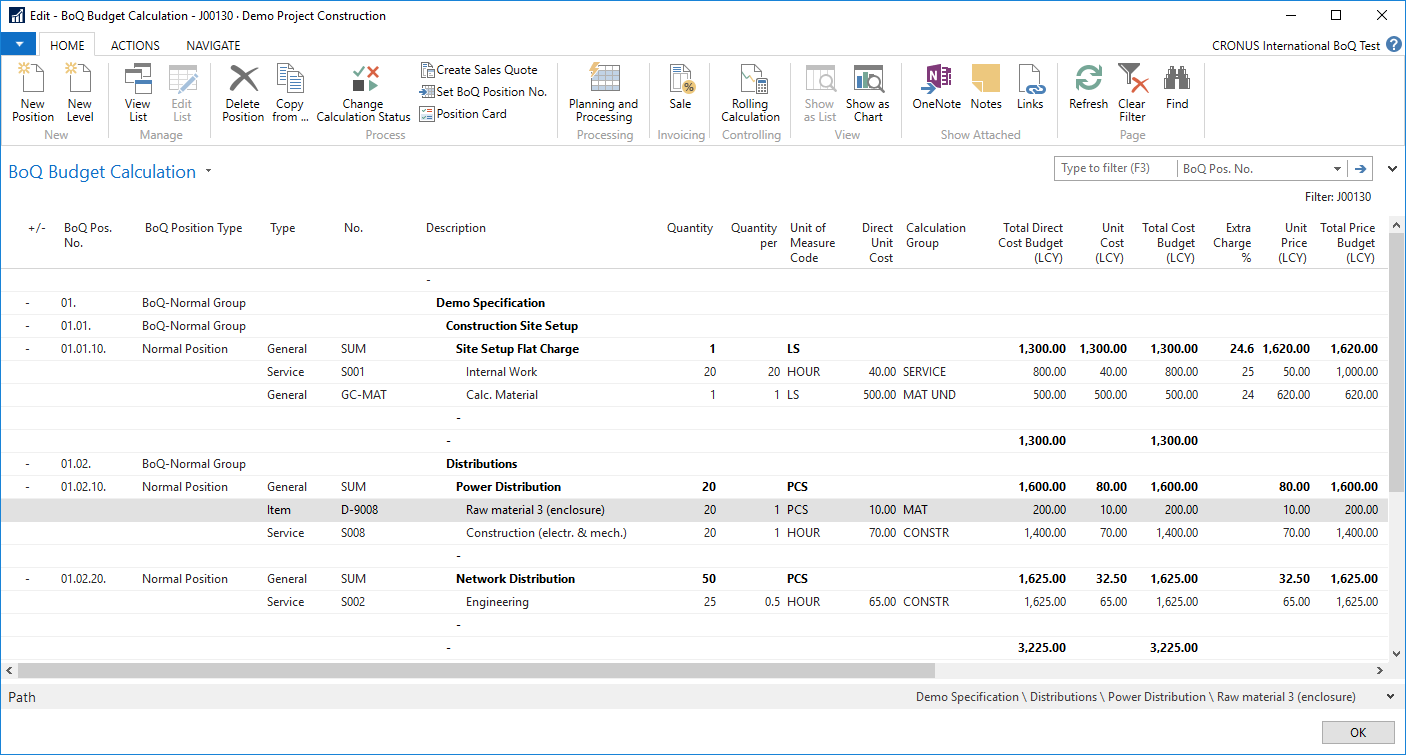 Edit - BoQ Budget Calculation - J00130 · Demo Project Construction
HOME ACTIONS NAVIGATE CRONUS International BoQ Test ?
New Position New Level View List Edit List Delete Position Copy from ... Change Calculation Status Create Sales Quote Set BoQ Position No. Position Card Planning and Processing Sale Rolling Calculation Show as List Show as Chart OneNote Notes Links Refresh Clear Filter Find
New Manage Process Processing Invoicing Controlling View Show Attached Page
BoQ Budget Calculation Type to filter (F3) BoQ Pos. No.
Filter: J00130
+/- BoQ Pos. No. BoQ Position Type Type No. Description Quantity Quantity per Unit of Measure Code Direct Unit Cost Calculation Group Total Direct Cost Budget (LCY) Unit Cost (LCY) Total Cost Budget (LCY) Extra Charge % Unit Price (LCY) Total Price Budget (LCY)
-
- 01. BoQ-Normal Group Demo Specification
- 01.01. BoQ-Normal Group Construction Site Setup
- 01.01.10. Normal Position General SUM Site Setup Flat Charge 1 LS 1,300.00 1,300.00 1,300.00 24.6 1,620.00 1,620.00
Service S001 Internal Work 20 20 HOUR 40.00 SERVICE 800.00 40.00 800.00 25 50.00 1,000.00
General GC-MAT Calc. Material 1 1 LS 500.00 MAT UND 500.00 500.00 500.00 24 620.00 620.00
-
- 1,300.00 1,300.00
- 01.02. BoQ-Normal Group Distributions
- 01.02.10. Normal Position General SUM Power Distribution 20 PCS 1,600.00 80.00 1,600.00 80.00 1,600.00
Item D-9008 Raw material 3 (enclosure) 20 1 PCS 10.00 MAT 200.00 10.00 200.00 10.00 200.00
Service S008 Construction (electr. & mech.) 20 1 HOUR 70.00 CONSTR 1,400.00 70.00 1,400.00 70.00 1,400.00
-
- 01.02.20. Normal Position General SUM Network Distribution 50 PCS 1,625.00 32.50 1,625.00 32.50 1,625.00
Service S002 Engineering 25 0.5 HOUR 65.00 CONSTR 1,625.00 65.00 1,625.00 65.00 1,625.00
-
- 3,225.00 3,225.00
Path Demo Specification \ Distributions \ Power Distribution \ Raw material 3 (enclosure)
OK